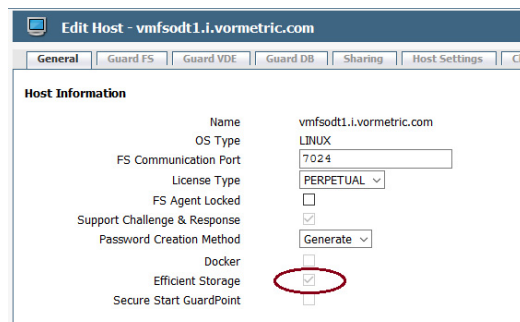 Edit Host - vmfsodt1.i.vormetric.com
General Guard FS Guard VDE Guard DB Sharing Host Settings
Host Information
Name vmfsodt1.i.vormetric.com
OS Type LINUX
FS Communication Port 7024
License Type PERPETUAL
FS Agent Locked
Support Challenge & Response
Password Creation Method Generate
Docker
Efficient Storage
Secure Start GuardPoint